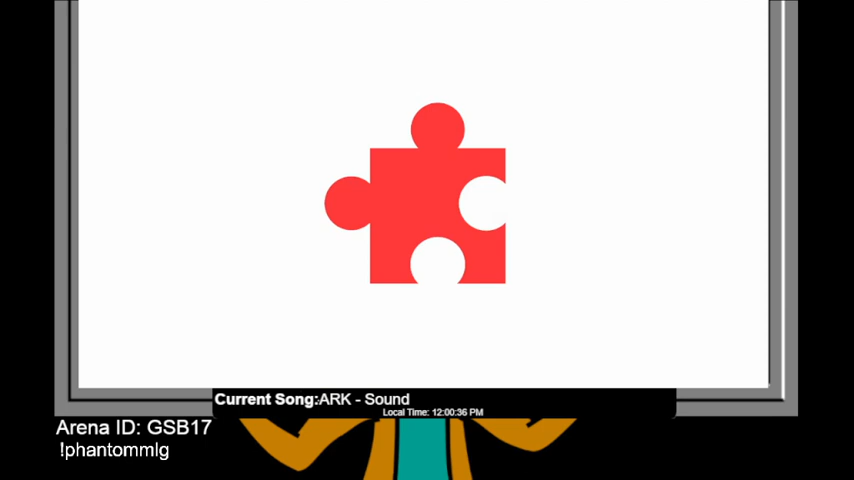 Current Song:ARK - Sound
Local Time: 12:00:36 PM
Arena ID: GSB17
!phantommlg